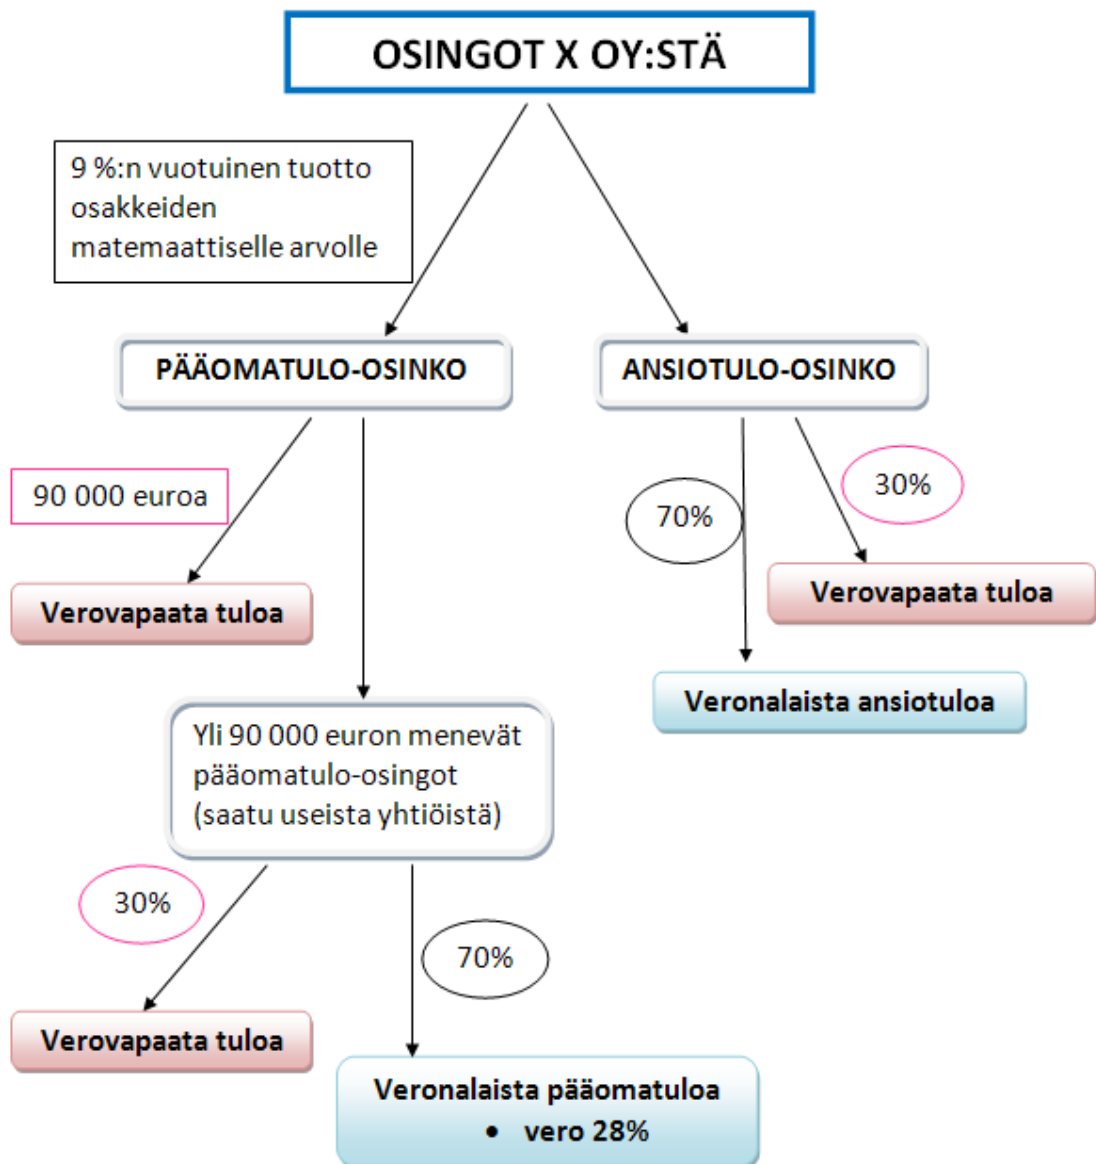 OSINGOT X OY:STÄ
9 %:n vuotuinen tuotto
osakkeiden
matemaattiselle arvolle
PÄÄOMATULO-OSINKO
ANSIOTULO-OSINKO
90 000 euroa
70%
30%
Verovapaata tuloa
Verovapaata tuloa
Veronalaista ansiotuloa
Yli 90 000 euron menevät
pääomatulo-osingot
(saatu useista yhtiöistä)
30%
70%
Verovapaata tuloa
Veronalaista pääomatuloa
• vero 28%